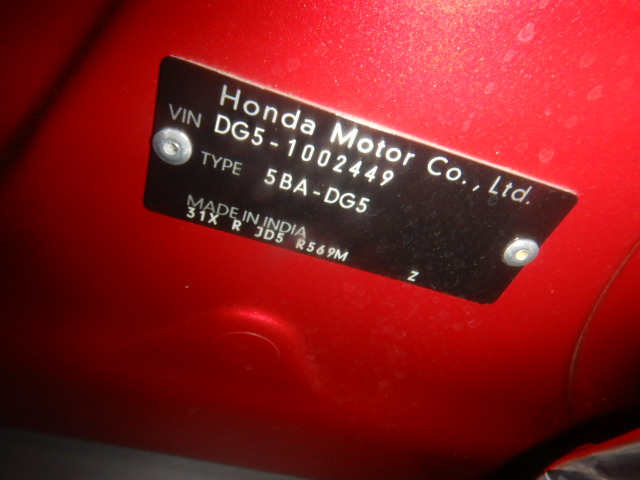 Honda Motor Co., Ltd.
VIN DG5-1002449
TYPE 5BA-DG5
MADE IN INDIA
31X R JD5 R569M Z